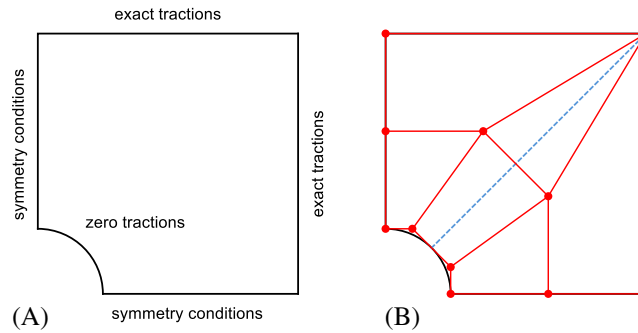 exact tractions
symmetry conditions
zero tractions
exact tractions
symmetry conditions
(A)
(B)